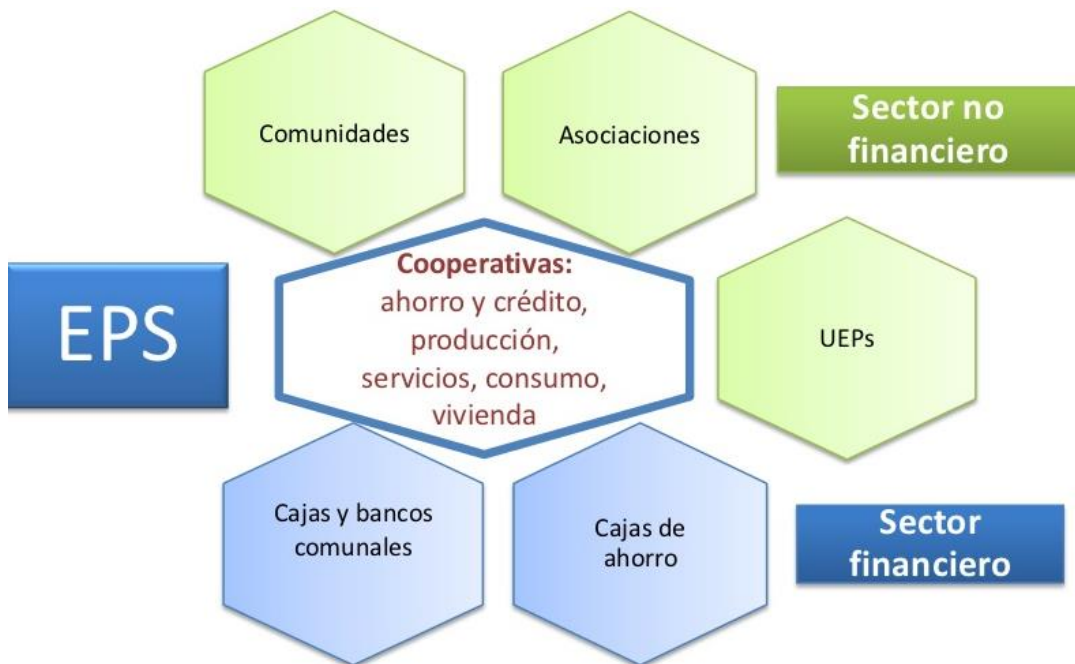 Comunidades
Asociaciones
Sector no
financiero
EPS
Cooperativas:
ahorro y crédito,
producción,
servicios, consumo,
vivienda
UEPs
Cajas y bancos
comunales
Cajas de
ahorro
Sector
financiero